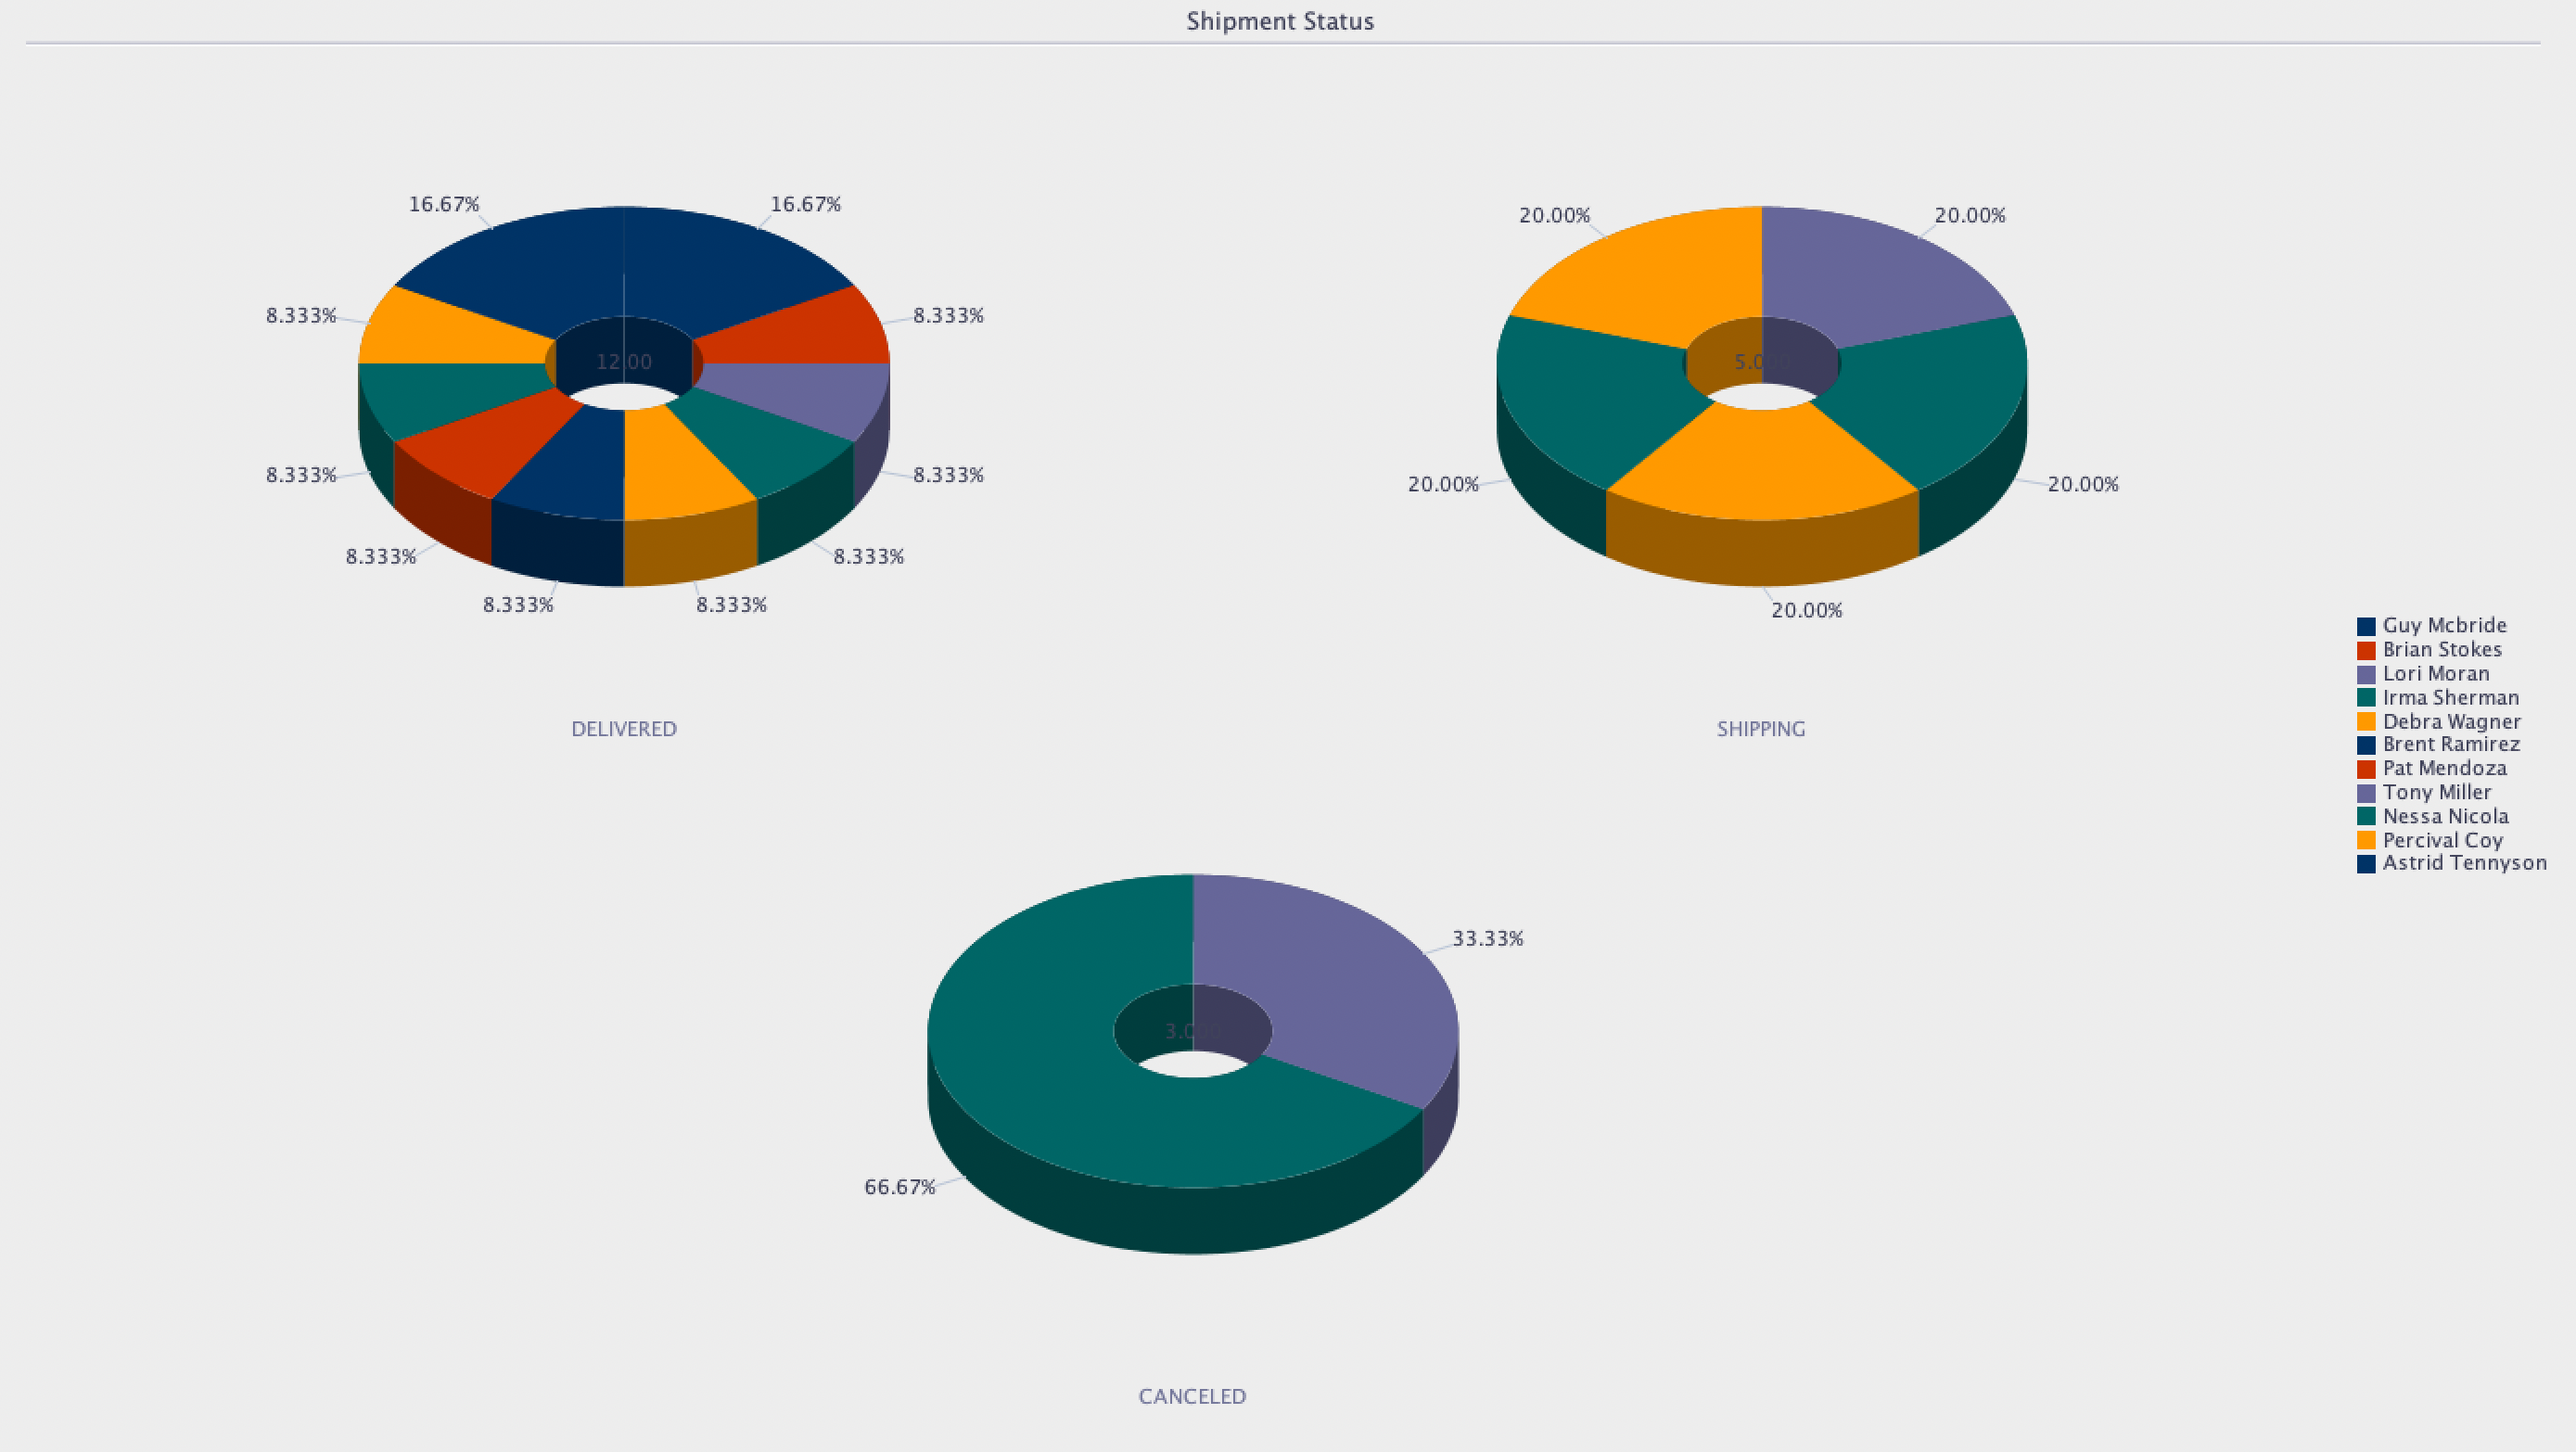 Shipment Status
16.67%
16.67%
8.333%
8.333%
12.00
8.333%
8.333%
8.333%
8.333%
8.333%
8.333%
DELIVERED
20.00%
20.00%
20.00%
20.00%
20.00%
SHIPPING
Guy Mcbride
Brian Stokes
Lori Moran
Irma Sherman
Debra Wagner
Brent Ramirez
Pat Mendoza
Tony Miller
Nessa Nicola
Percival Coy
Astrid Tennyson
33.33%
66.67%
CANCELED